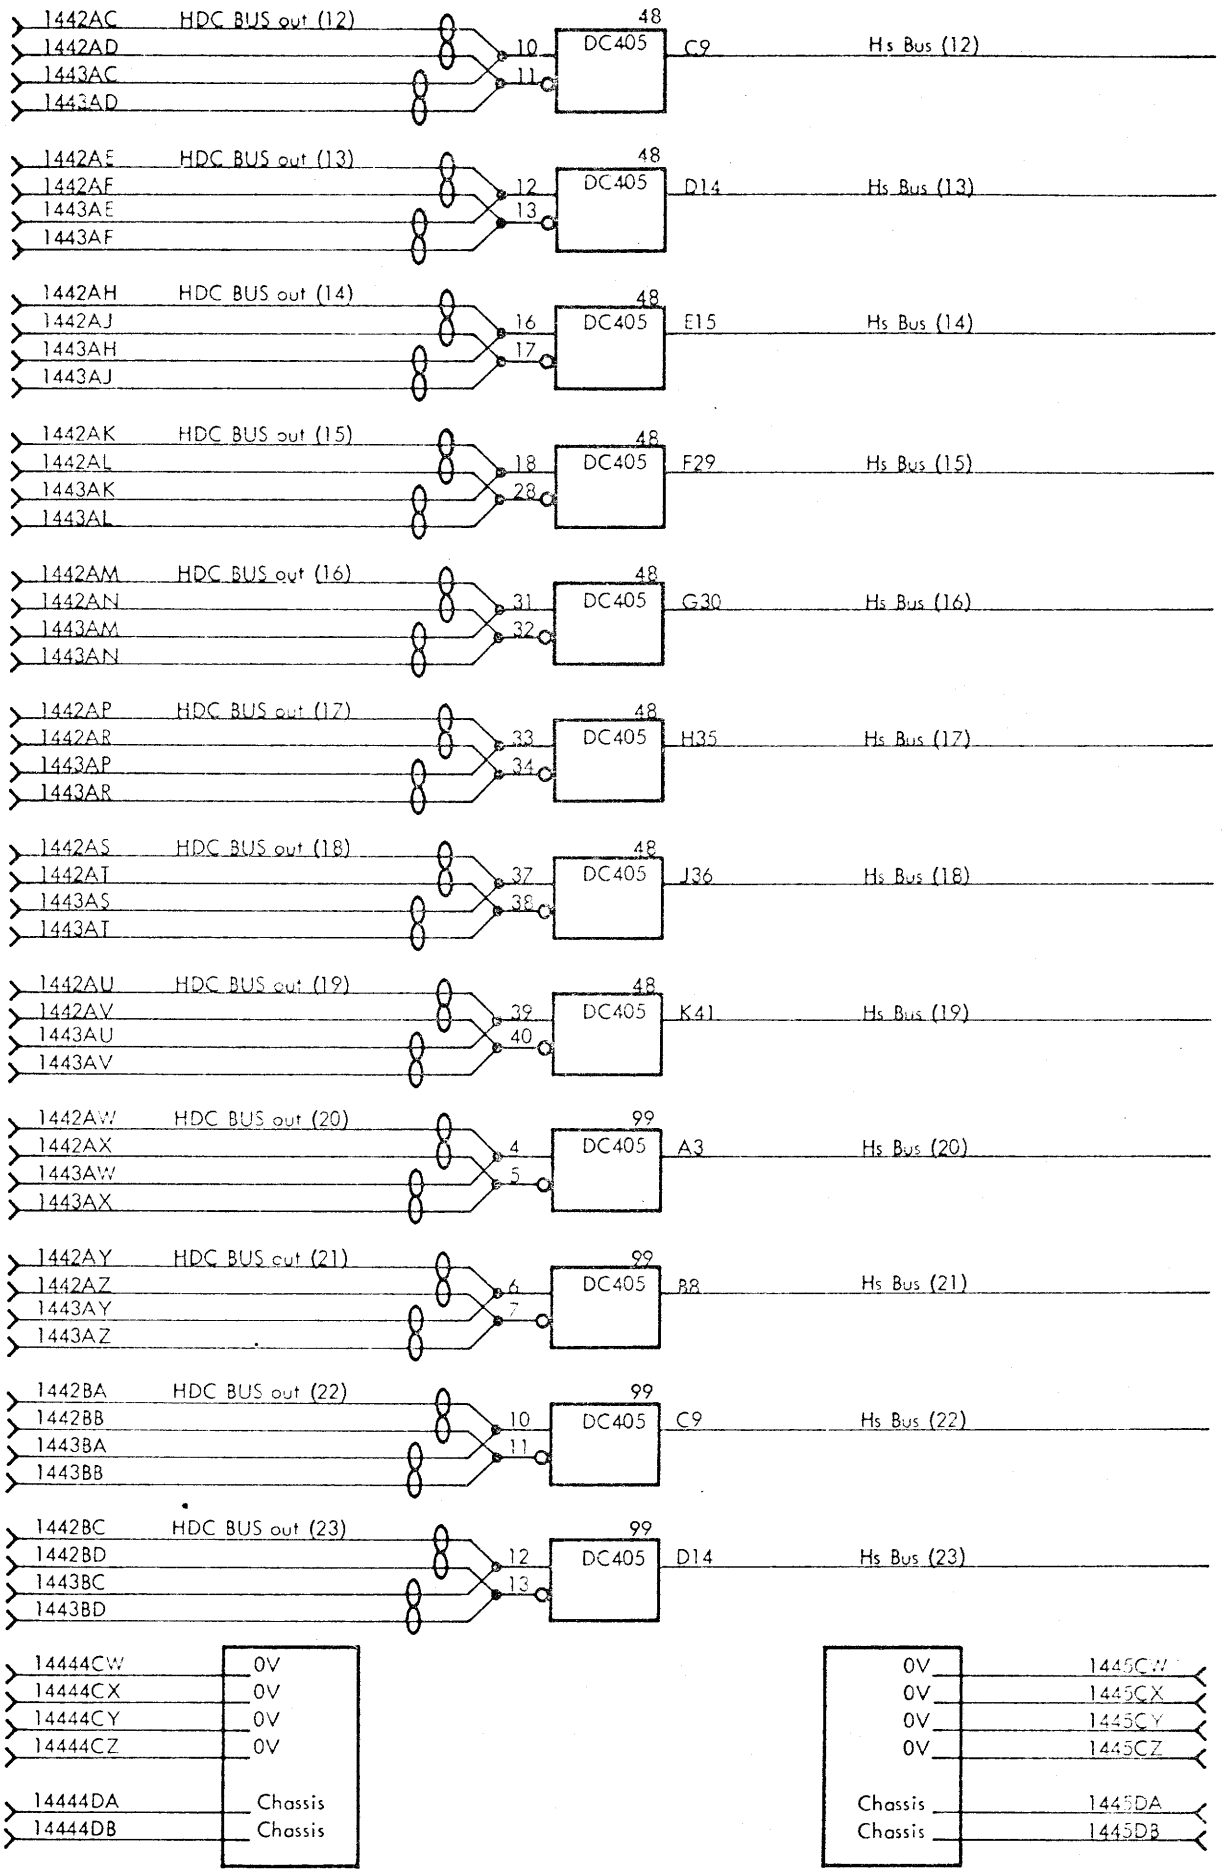 48
1442AC HDC BUS out (12)
1442AD 10 DC405 C9 Hs Bus (12)
1443AC 11
1443AD
48
1442AE HDC BUS out (13)
1442AF 12 DC405 D14 Hs Bus (13)
1443AE 13
1443AF
48
1442AH HDC BUS out (14)
1442AJ 16 DC405 E15 Hs Bus (14)
1443AH 17
1443AJ
48
1442AK HDC BUS out (15)
1442AL 18 DC405 F29 Hs Bus (15)
1443AK 28
1443AL
48
1442AM HDC BUS out (16)
1442AN 31 DC405 G30 Hs Bus (16)
1443AM 32
1443AN
48
1442AP HDC BUS out (17)
1442AR 33 DC405 H35 Hs Bus (17)
1443AP 34
1443AR
48
1442AS HDC BUS out (18)
1442AT 37 DC405 J36 Hs Bus (18)
1443AS 38
1443AT
48
1442AU HDC BUS out (19)
1442AV 39 DC405 K41 Hs Bus (19)
1443AU 40
1443AV
99
1442AW HDC BUS out (20)
1442AX 4 DC405 A3 Hs Bus (20)
1443AW 5
1443AX
99
1442AY HDC BUS out (21)
1442AZ 6 DC405 B8 Hs Bus (21)
1443AY 7
1443AZ
99
1442BA HDC BUS out (22)
1442BB 10 DC405 C9 Hs Bus (22)
1443BA 11
1443BB
99
1442BC HDC BUS out (23)
1442BD 12 DC405 D14 Hs Bus (23)
1443BC 13
1443BD
14444CW 0V 0V 1445CW
14444CX 0V 0V 1445CX
14444CY 0V 0V 1445CY
14444CZ 0V 0V 1445CZ
14444DA Chassis Chassis 1445DA
14444DB Chassis Chassis 1445DB